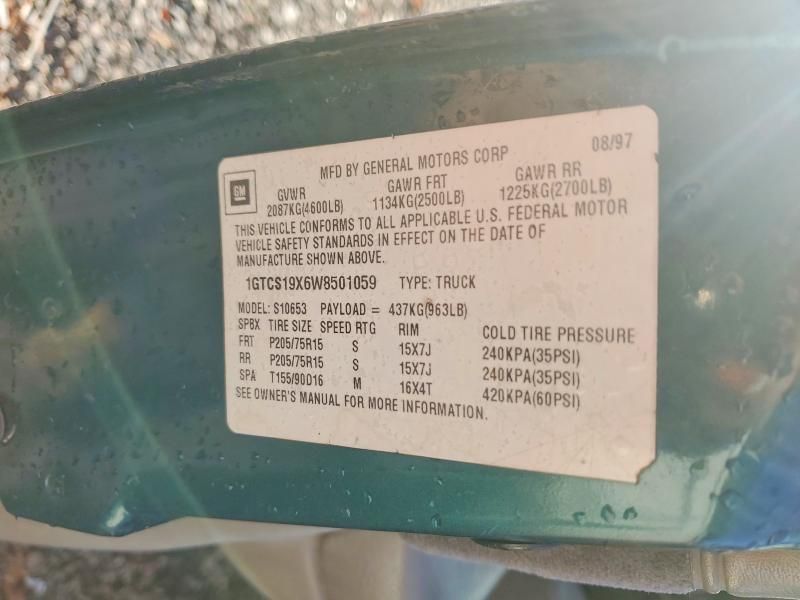 MFD BY GENERAL MOTORS CORP 08/97
GM
GVWR GAWR FRT GAWR RR
2087KG(4600LB) 1134KG(2500LB) 1225KG(2700LB)
THIS VEHICLE CONFORMS TO ALL APPLICABLE U.S. FEDERAL MOTOR
VEHICLE SAFETY STANDARDS IN EFFECT ON THE DATE OF
MANUFACTURE SHOWN ABOVE.
1GTCS19X6W8501059 TYPE: TRUCK
MODEL: S10653 PAYLOAD = 437KG(963LB)
SPBX TIRE SIZE SPEED RTG RIM COLD TIRE PRESSURE
FRT P205/75R15 S 15X7J 240KPA(35PSI)
RR P205/75R15 S 15X7J 240KPA(35PSI)
SPA T155/90D16 M 16X4T 420KPA(60PSI)
SEE OWNER'S MANUAL FOR MORE INFORMATION.